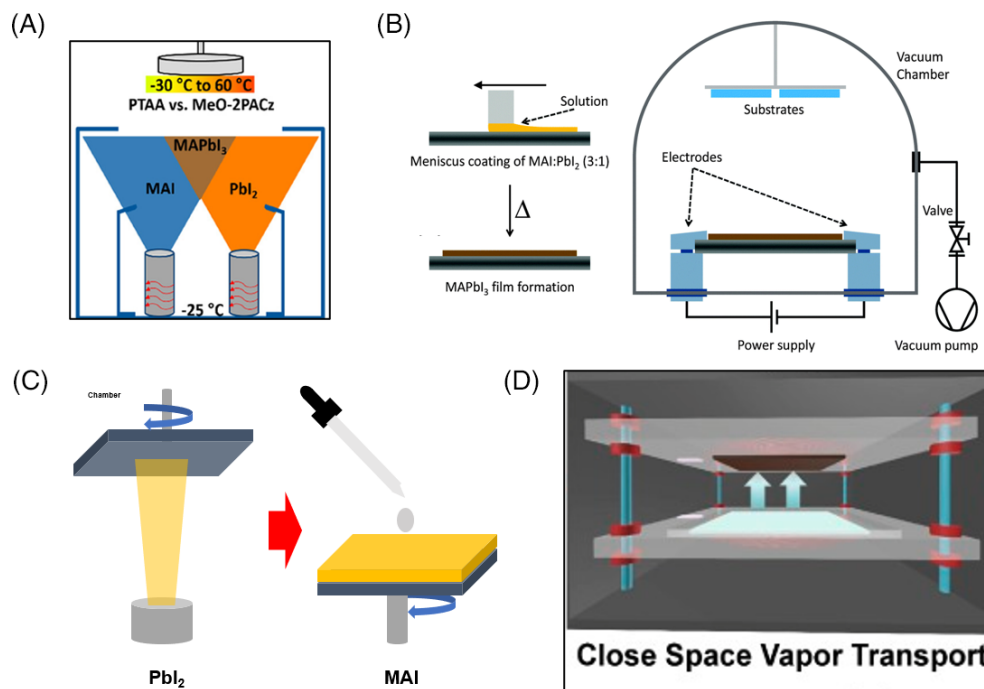 (A)
-30 °C to 60 °C
PTAA vs. MeO-2PACz
MAPbI₃
MAI
PbI₂
-25 °C
(B)
Solution
Meniscus coating of MAI:PbI₂ (3:1)
Δ
MAPbI₃ film formation
Vacuum
Chamber
Substrates
Electrodes
Valve
Power supply
Vacuum pump
(C)
Chamber
PbI₂
MAI
(D)
Close Space Vapor Transport